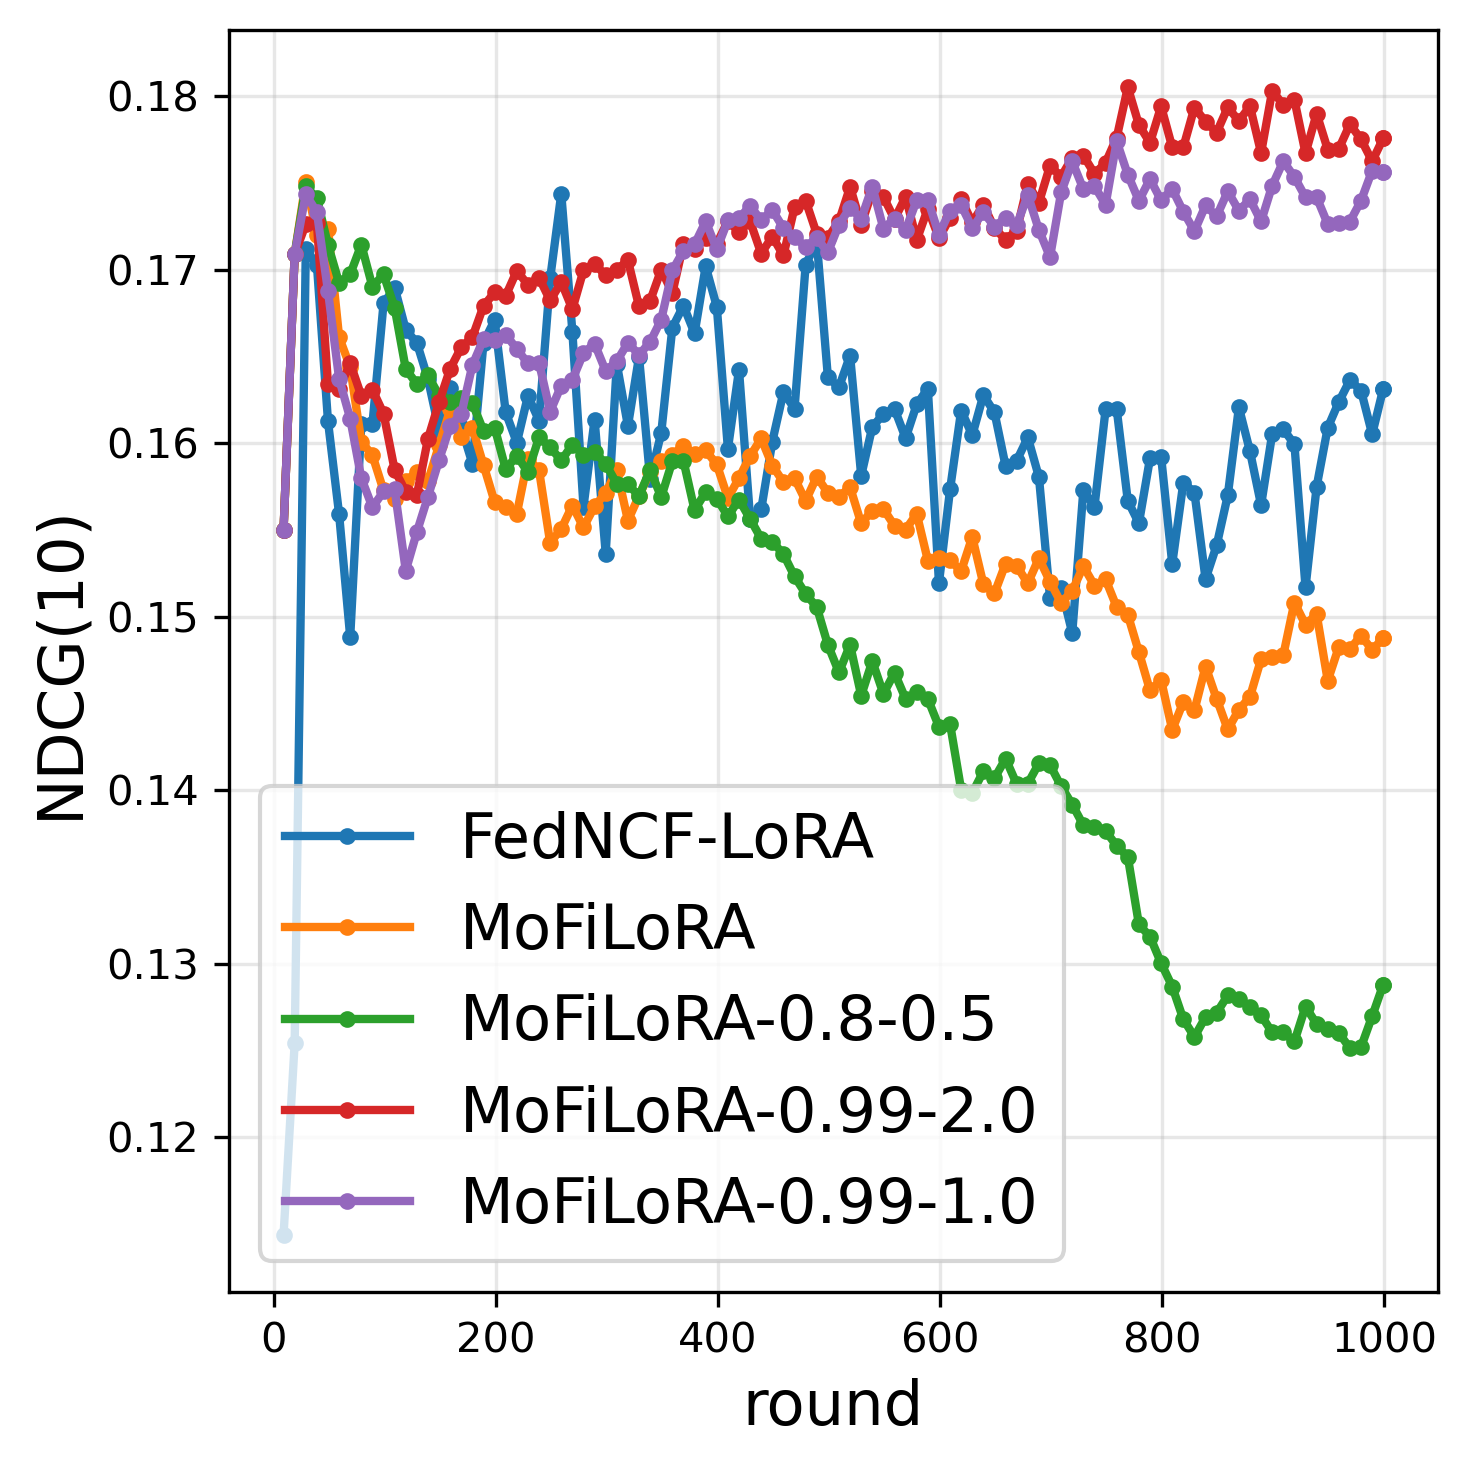 0.18
0.17
0.16
0.15
0.14
0.13
0.12
NDCG(10)
FedNCF-LoRA
MoFiLoRA
MoFiLoRA-0.8-0.5
MoFiLoRA-0.99-2.0
MoFiLoRA-0.99-1.0
0 200 400 600 800 1000
round